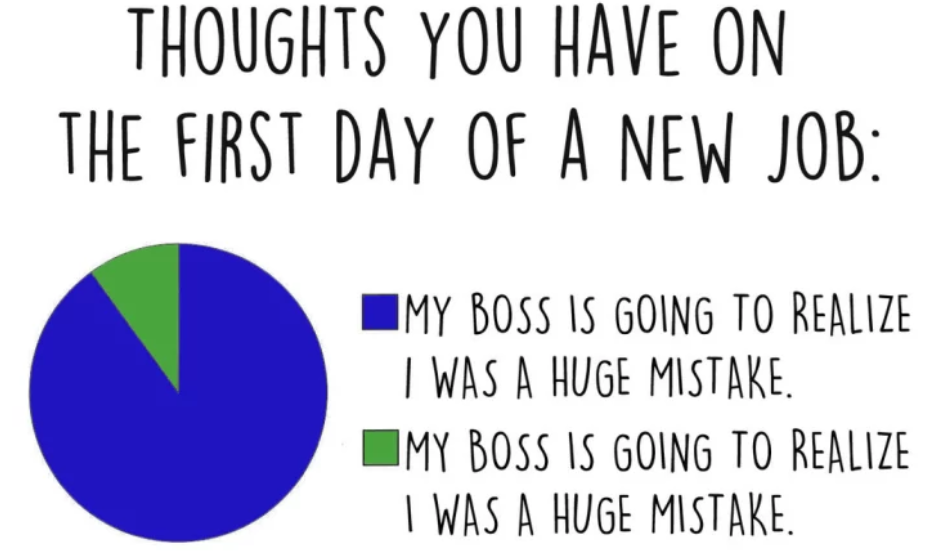 THOUGHTS YOU HAVE ON
THE FIRST DAY OF A NEW JOB:
MY BOSS IS GOING TO REALIZE
I WAS A HUGE MISTAKE.
MY BOSS IS GOING TO REALIZE
I WAS A HUGE MISTAKE.